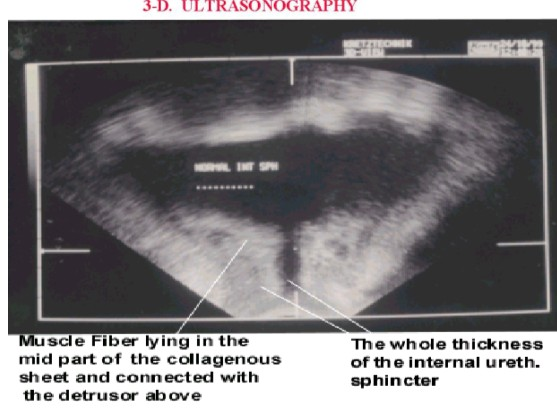 3-D. ULTRASONOGRAPHY
NORMAL INT SPH
Muscle Fiber lying in the
mid part of the collagenous
sheet and connected with
the detrusor above
The whole thickness
of the internal ureth.
sphincter